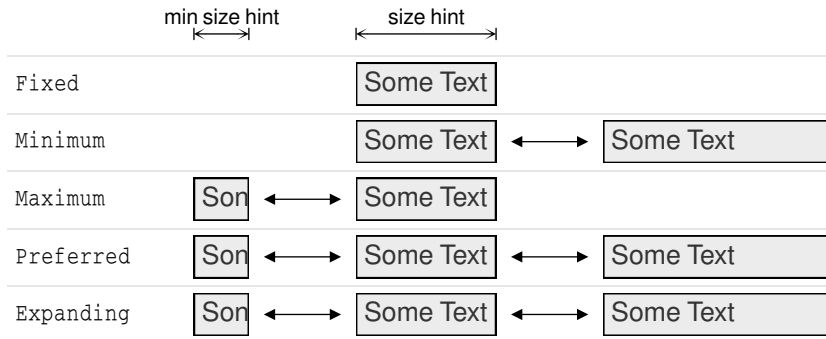 min size hint size hint
Fixed Some Text
Minimum Some Text Some Text
Maximum Son Some Text
Preferred Son Some Text Some Text
Expanding Son Some Text Some Text